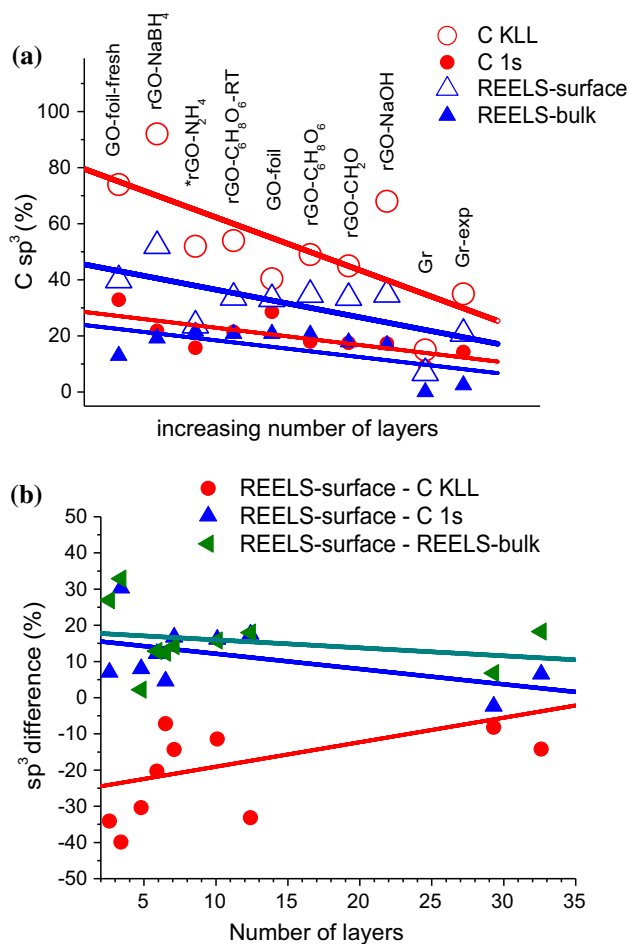 (a)
C KLL
C 1s
REELS-surface
REELS-bulk
GO-foil-fresh
rGO-NaBH₄
*rGO-N₂H₄
rGO-C₆H₈O₆-RT
GO-foil
rGO-C₆H₈O₆
rGO-CH₂O
rGO-NaOH
Gr
Gr-exp
C sp³ (%)
100
80
60
40
20
0
increasing number of layers
(b)
REELS-surface - C KLL
REELS-surface - C 1s
REELS-surface - REELS-bulk
sp³ difference (%)
50
40
30
20
10
0
-10
-20
-30
-40
-50
5 10 15 20 25 30 35
Number of layers